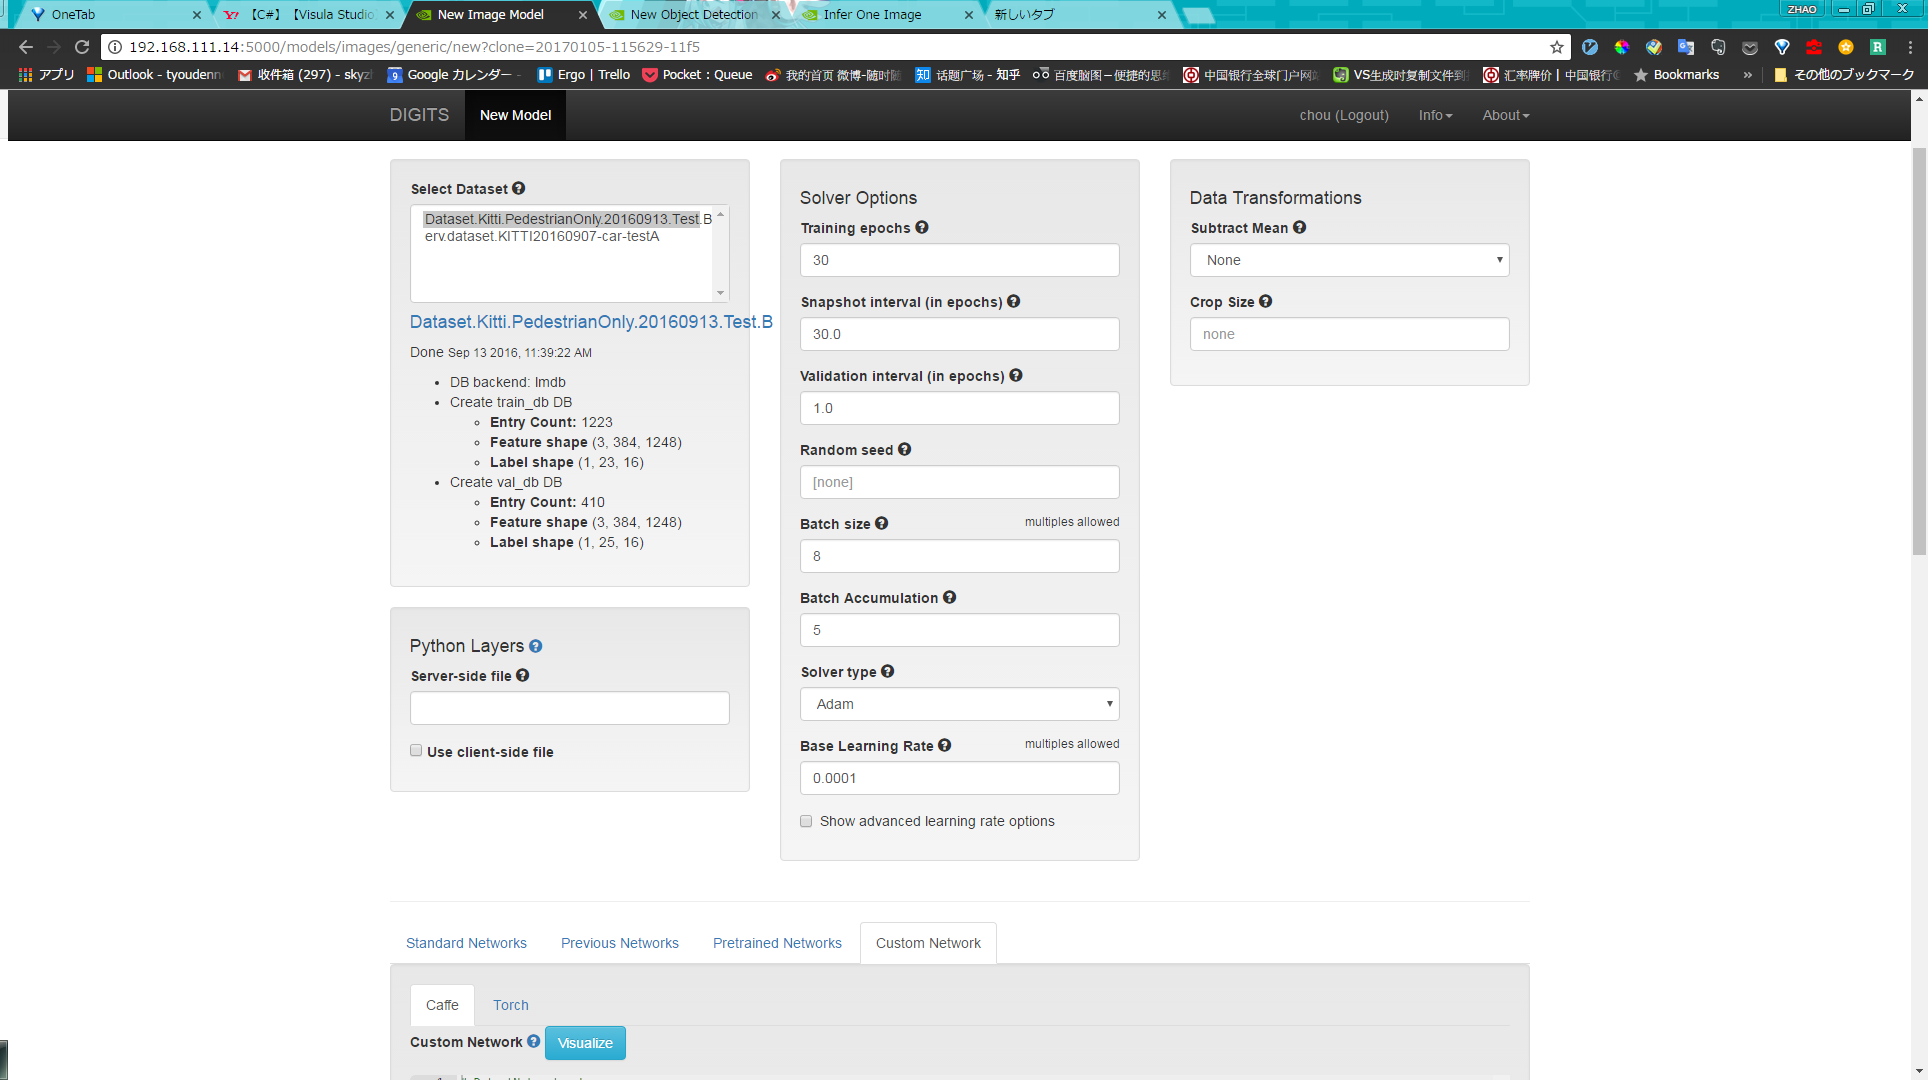 OneTab
【C#】【Visula Studio
New Image Model
New Object Detection
Infer One Image
新しいタブ
ZHAO
192.168.111.14:5000/models/images/generic/new?clone=20170105-115629-11f5
アプリ
Outlook - tyoudenn
收件箱 (297) - skyz
Google カレンダー -
Ergo | Trello
Pocket : Queue
我的首页 微博-随时随
话题广场 - 知乎
百度脑图－便捷的思维
中国银行全球门户网站
VS生成时复制文件到
汇率牌价 | 中国银行
Bookmarks
»
その他のブックマーク
DIGITS
New Model
chou (Logout)
Info
About
Select Dataset
Dataset.Kitti.PedestrianOnly.20160913.Test.B
erv.dataset.KITTI20160907-car-testA
Dataset.Kitti.PedestrianOnly.20160913.Test.B
Done Sep 13 2016, 11:39:22 AM
DB backend: lmdb
Create train_db DB
Entry Count: 1223
Feature shape (3, 384, 1248)
Label shape (1, 23, 16)
Create val_db DB
Entry Count: 410
Feature shape (3, 384, 1248)
Label shape (1, 25, 16)
Python Layers
Server-side file
Use client-side file
Solver Options
Training epochs
30
Snapshot interval (in epochs)
30.0
Validation interval (in epochs)
1.0
Random seed
[none]
Batch size
multiples allowed
8
Batch Accumulation
5
Solver type
Adam
Base Learning Rate
multiples allowed
0.0001
Show advanced learning rate options
Data Transformations
Subtract Mean
None
Crop Size
none
Standard Networks
Previous Networks
Pretrained Networks
Custom Network
Caffe
Torch
Custom Network
Visualize